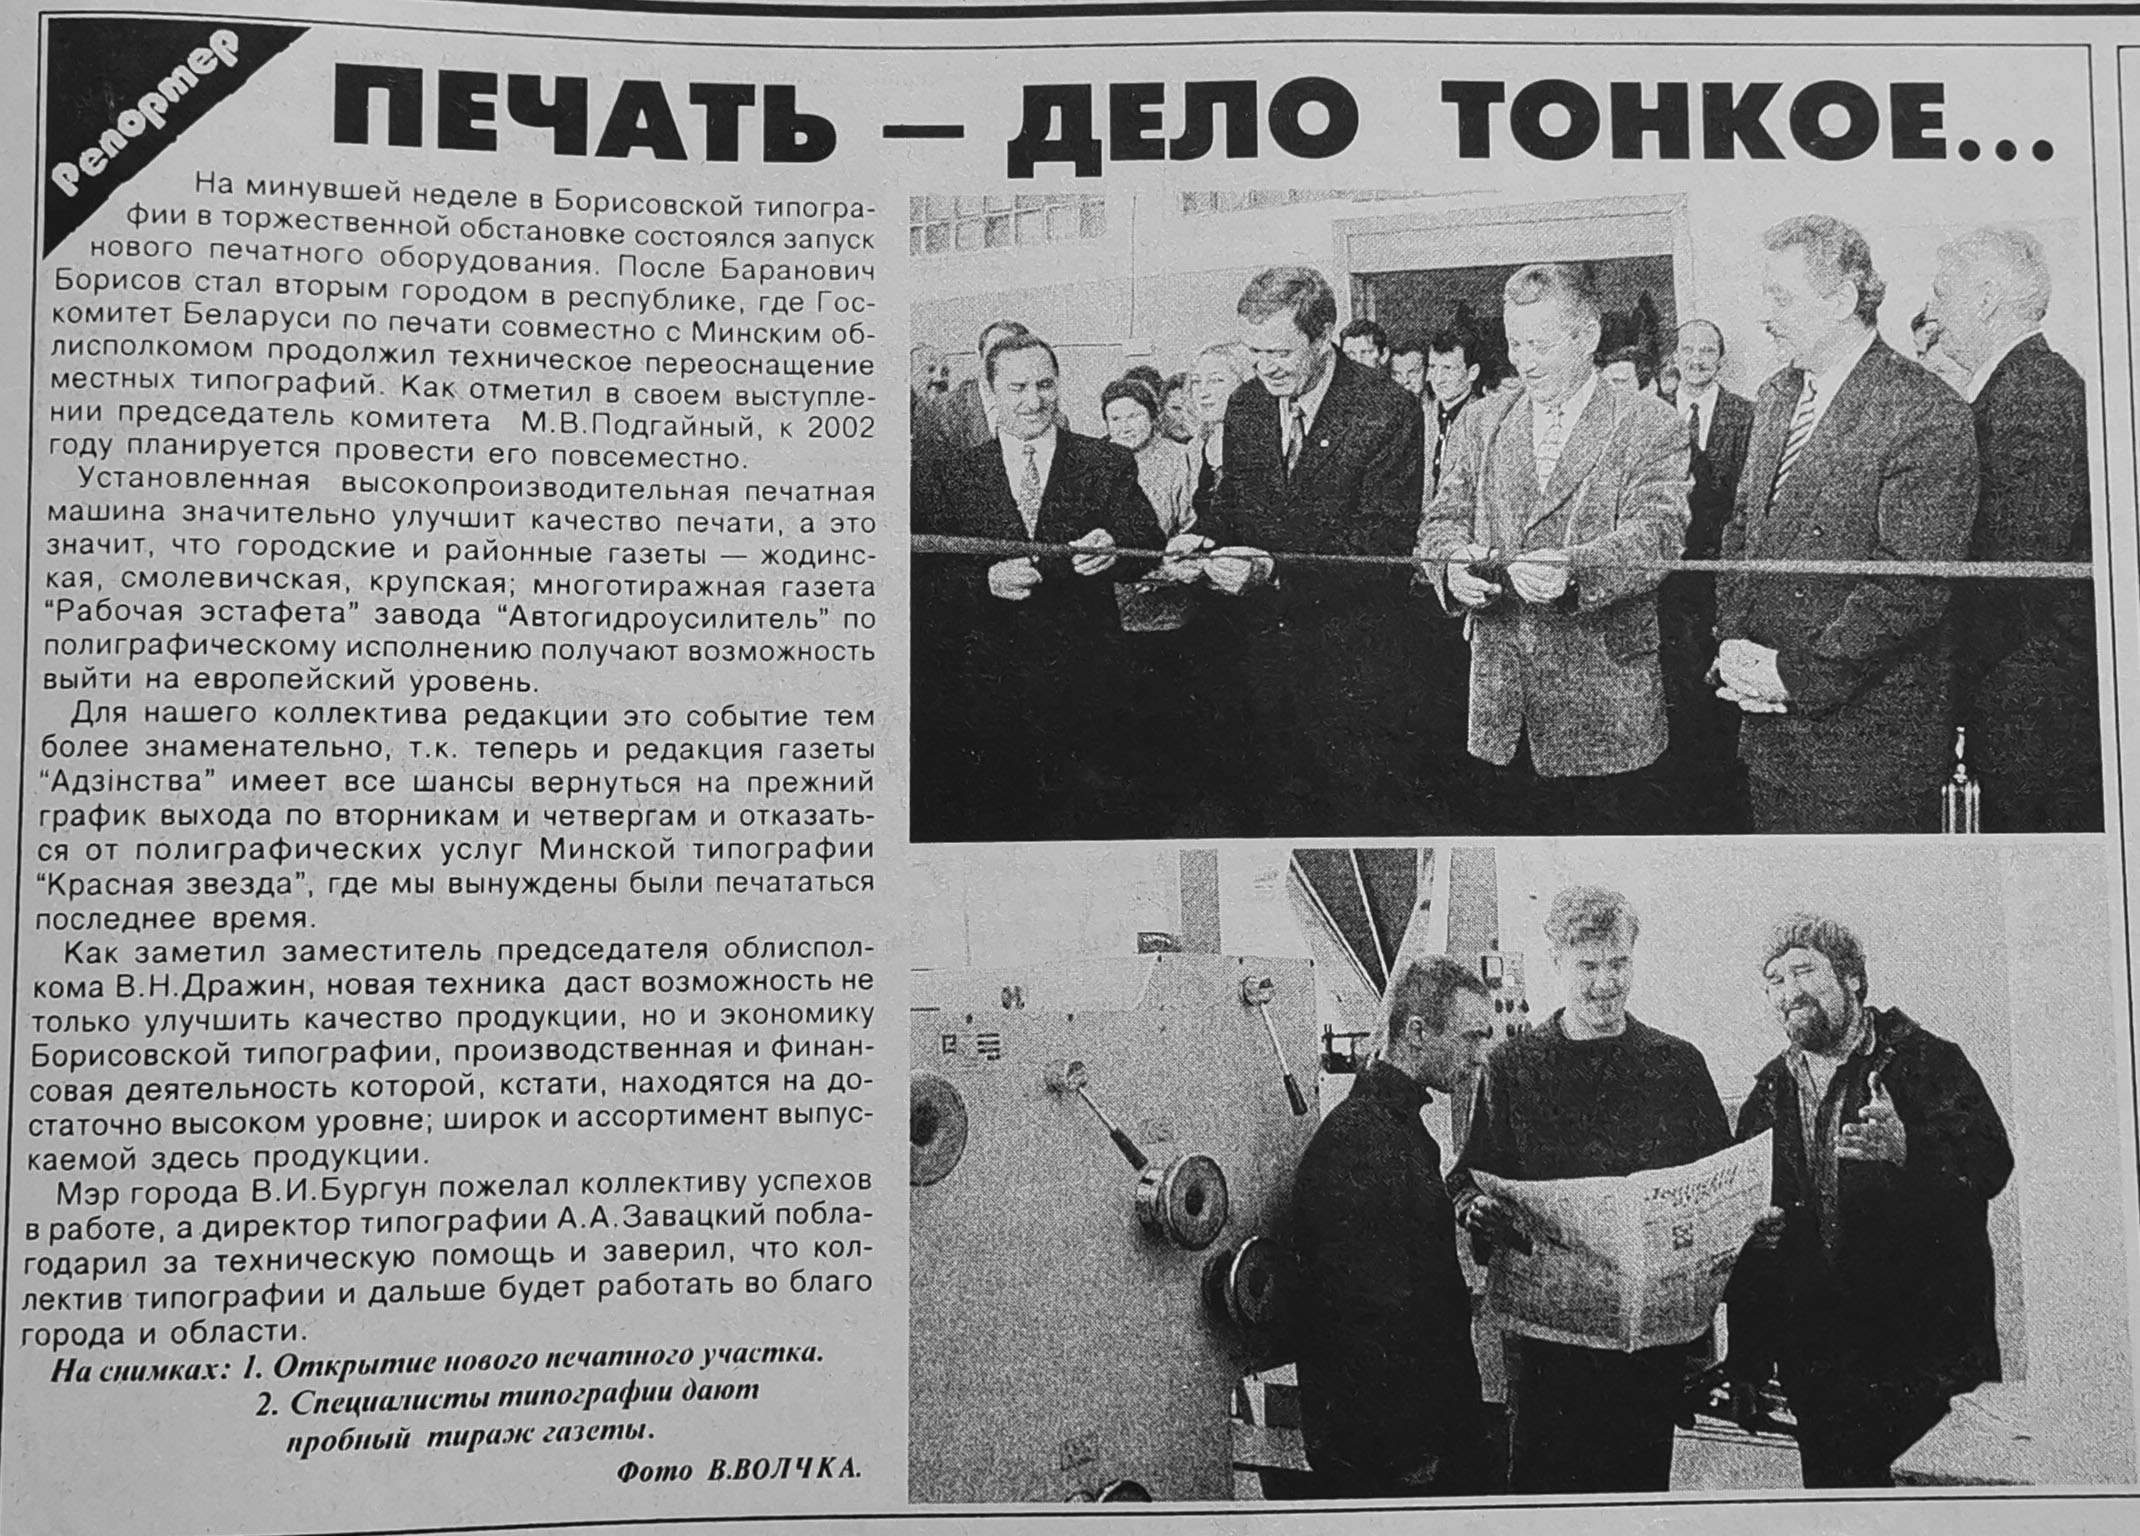 Репортер
ПЕЧАТЬ — ДЕЛО ТОНКОЕ...
На минувшей неделе в Борисовской типогра-
фии в торжественной обстановке состоялся запуск
нового печатного оборудования. После Баранович
Борисов стал вторым городом в республике, где Гос-
комитет Беларуси по печати совместно с Минским об-
лисполкомом продолжил техническое переоснащение
местных типографий. Как отметил в своем выступле-
нии председатель комитета М.В.Подгайный, к 2002
году планируется провести его повсеместно.
Установленная высокопроизводительная печатная
машина значительно улучшит качество печати, а это
значит, что городские и районные газеты — жодинс-
кая, смолевичская, крупская; многотиражная газета
“Рабочая эстафета” завода “Автогидроусилитель” по
полиграфическому исполнению получают возможность
выйти на европейский уровень.
Для нашего коллектива редакции это событие тем
более знаменательно, т.к. теперь и редакция газеты
“Адзінства” имеет все шансы вернуться на прежний
график выхода по вторникам и четвергам и отказать-
ся от полиграфических услуг Минской типографии
“Красная звезда”, где мы вынуждены были печататься
последнее время.
Как заметил заместитель председателя облиспол-
кома В.Н.Дражин, новая техника даст возможность не
только улучшить качество продукции, но и экономику
Борисовской типографии, производственная и финан-
совая деятельность которой, кстати, находятся на до-
статочно высоком уровне; широк и ассортимент выпус-
каемой здесь продукции.
Мэр города В.И.Бургун пожелал коллективу успехов
в работе, а директор типографии А.А.Завацкий побла-
годарил за техническую помощь и заверил, что кол-
лектив типографии и дальше будет работать во благо
города и области.
На снимках: 1. Открытие нового печатного участка.
2. Специалисты типографии дают
пробный тираж газеты.
Фото В.ВОЛЧКА.